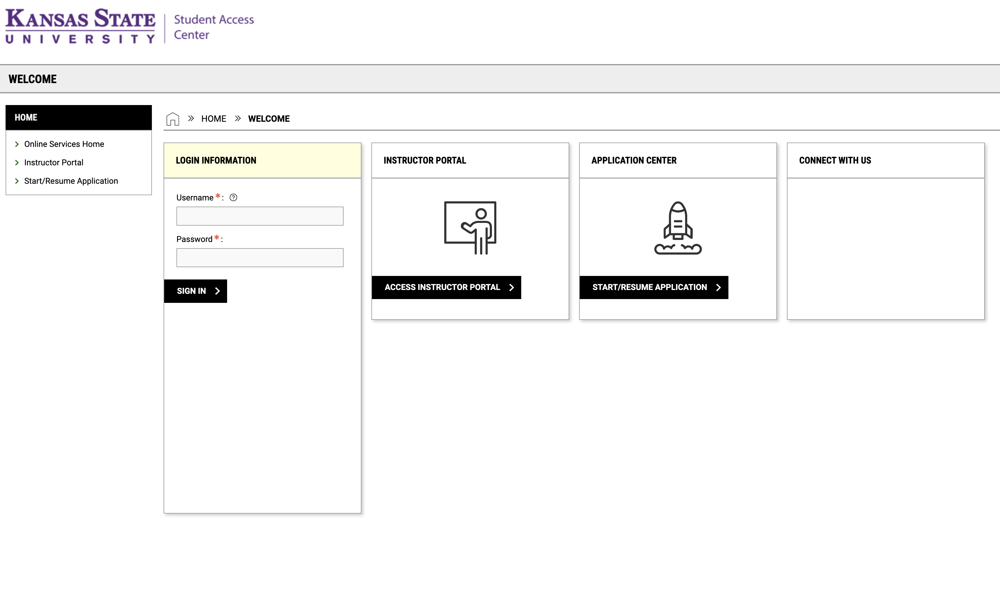 KANSAS STATE
UNIVERSITY
Student Access
Center
WELCOME
HOME
Online Services Home
Instructor Portal
Start/Resume Application
» HOME » WELCOME
LOGIN INFORMATION
Username * : ?
Password * :
SIGN IN
INSTRUCTOR PORTAL
ACCESS INSTRUCTOR PORTAL
APPLICATION CENTER
START/RESUME APPLICATION
CONNECT WITH US